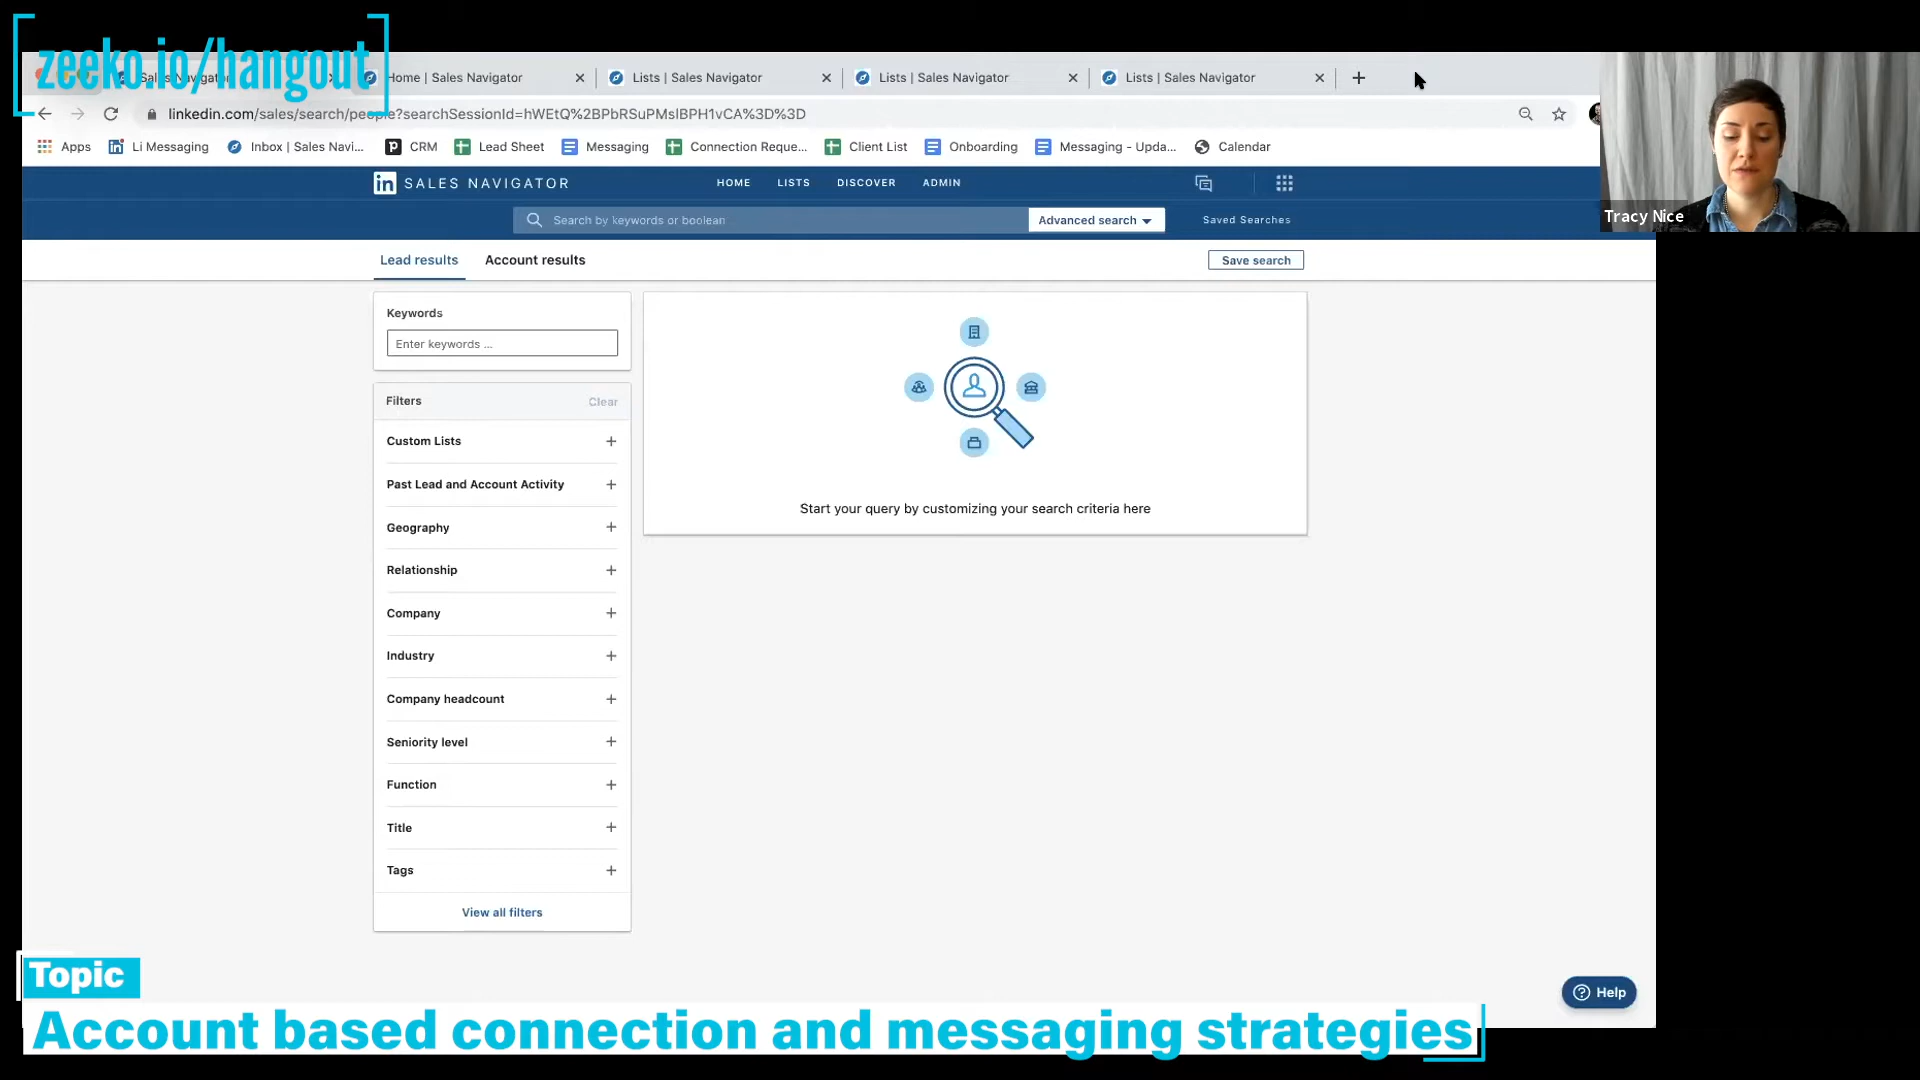 zeeko.io/hangout
Sales Navigator
Home | Sales Navigator
Lists | Sales Navigator
Lists | Sales Navigator
Lists | Sales Navigator
linkedin.com/sales/search/people?searchSessionId=hWEtQ%2BPbRSuPMslBPH1vCA%3D%3D
Apps
Li Messaging
Inbox | Sales Navi...
CRM
Lead Sheet
Messaging
Connection Reque...
Client List
Onboarding
Messaging - Upda...
Calendar
in SALES NAVIGATOR
HOME
LISTS
DISCOVER
ADMIN
Tracy Nice
Search by keywords or boolean
Advanced search
Saved Searches
Lead results
Account results
Save search
Keywords
Enter keywords ...
Filters
Clear
Custom Lists
Past Lead and Account Activity
Geography
Relationship
Company
Industry
Company headcount
Seniority level
Function
Title
Tags
View all filters
Start your query by customizing your search criteria here
Help
Topic
Account based connection and messaging strategies